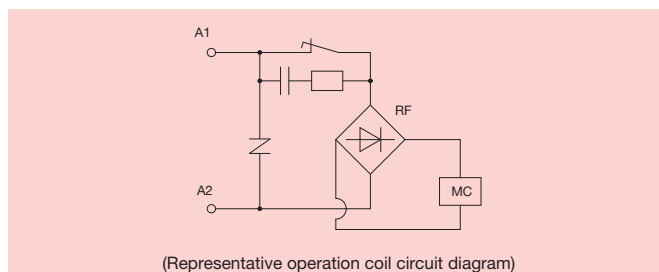 A1
RF
MC
A2
(Representative operation coil circuit diagram)